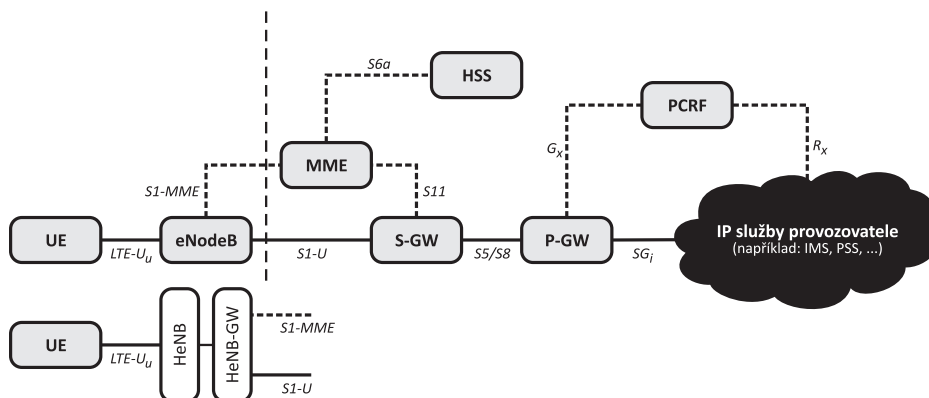 S6a
HSS
PCRF
MME
Gx
Rx
S1-MME
S11
UE
eNodeB
S-GW
P-GW
IP služby provozovatele
(například: IMS, PSS, ...)
LTE-Uu
S1-U
S5/S8
SGi
UE
HeNB
HeNB-GW
S1-MME
LTE-Uu
S1-U